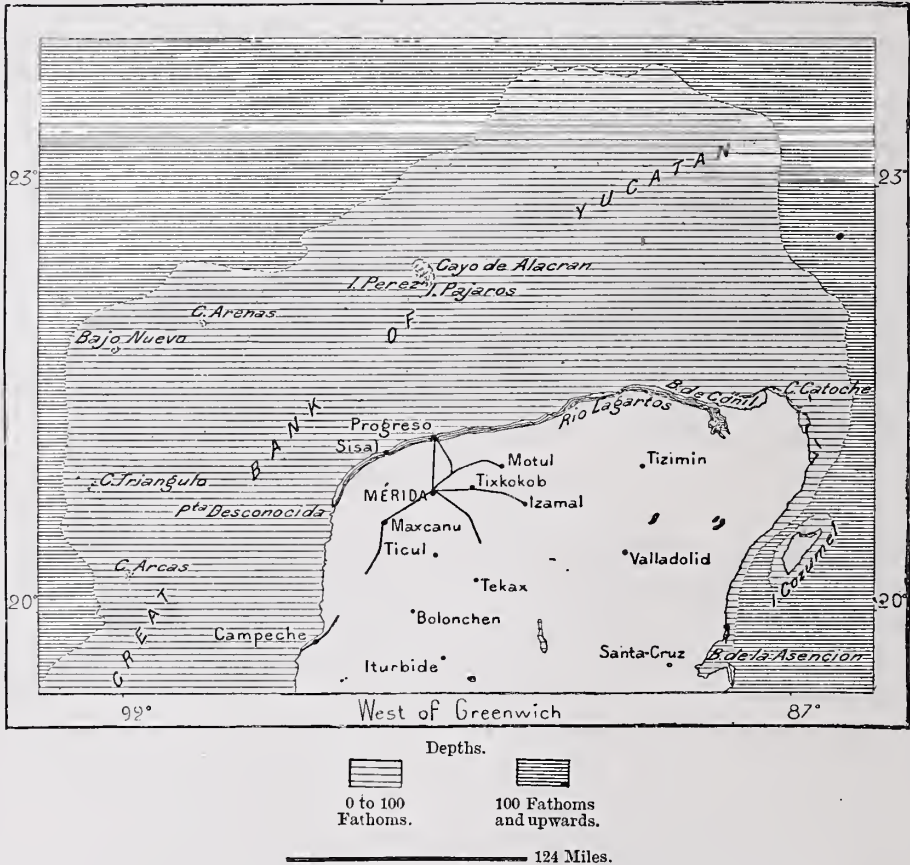 23°
23°
YUCATAN
Cayo de Alacran
I. Perez
I. Pajaros
C. Arenas
OF
Bajo Nuevo
B. de Conil
C. Catoche
Rio Lagartos
BANK
Progreso
Sisal
Motul
Tizimin
C. Triangulo
Tixkokob
MÉRIDA
Izamal
Pta Desconocida
Maxcanu
Ticul
Valladolid
I. Cozumel
C. Arcas
Tekax
20°
20°
GREAT
Bolonchen
Campeche
Iturbide
Santa-Cruz
B. de la Asencion
92°
West of Greenwich
87°
Depths.
0 to 100
Fathoms.
100 Fathoms
and upwards.
124 Miles.